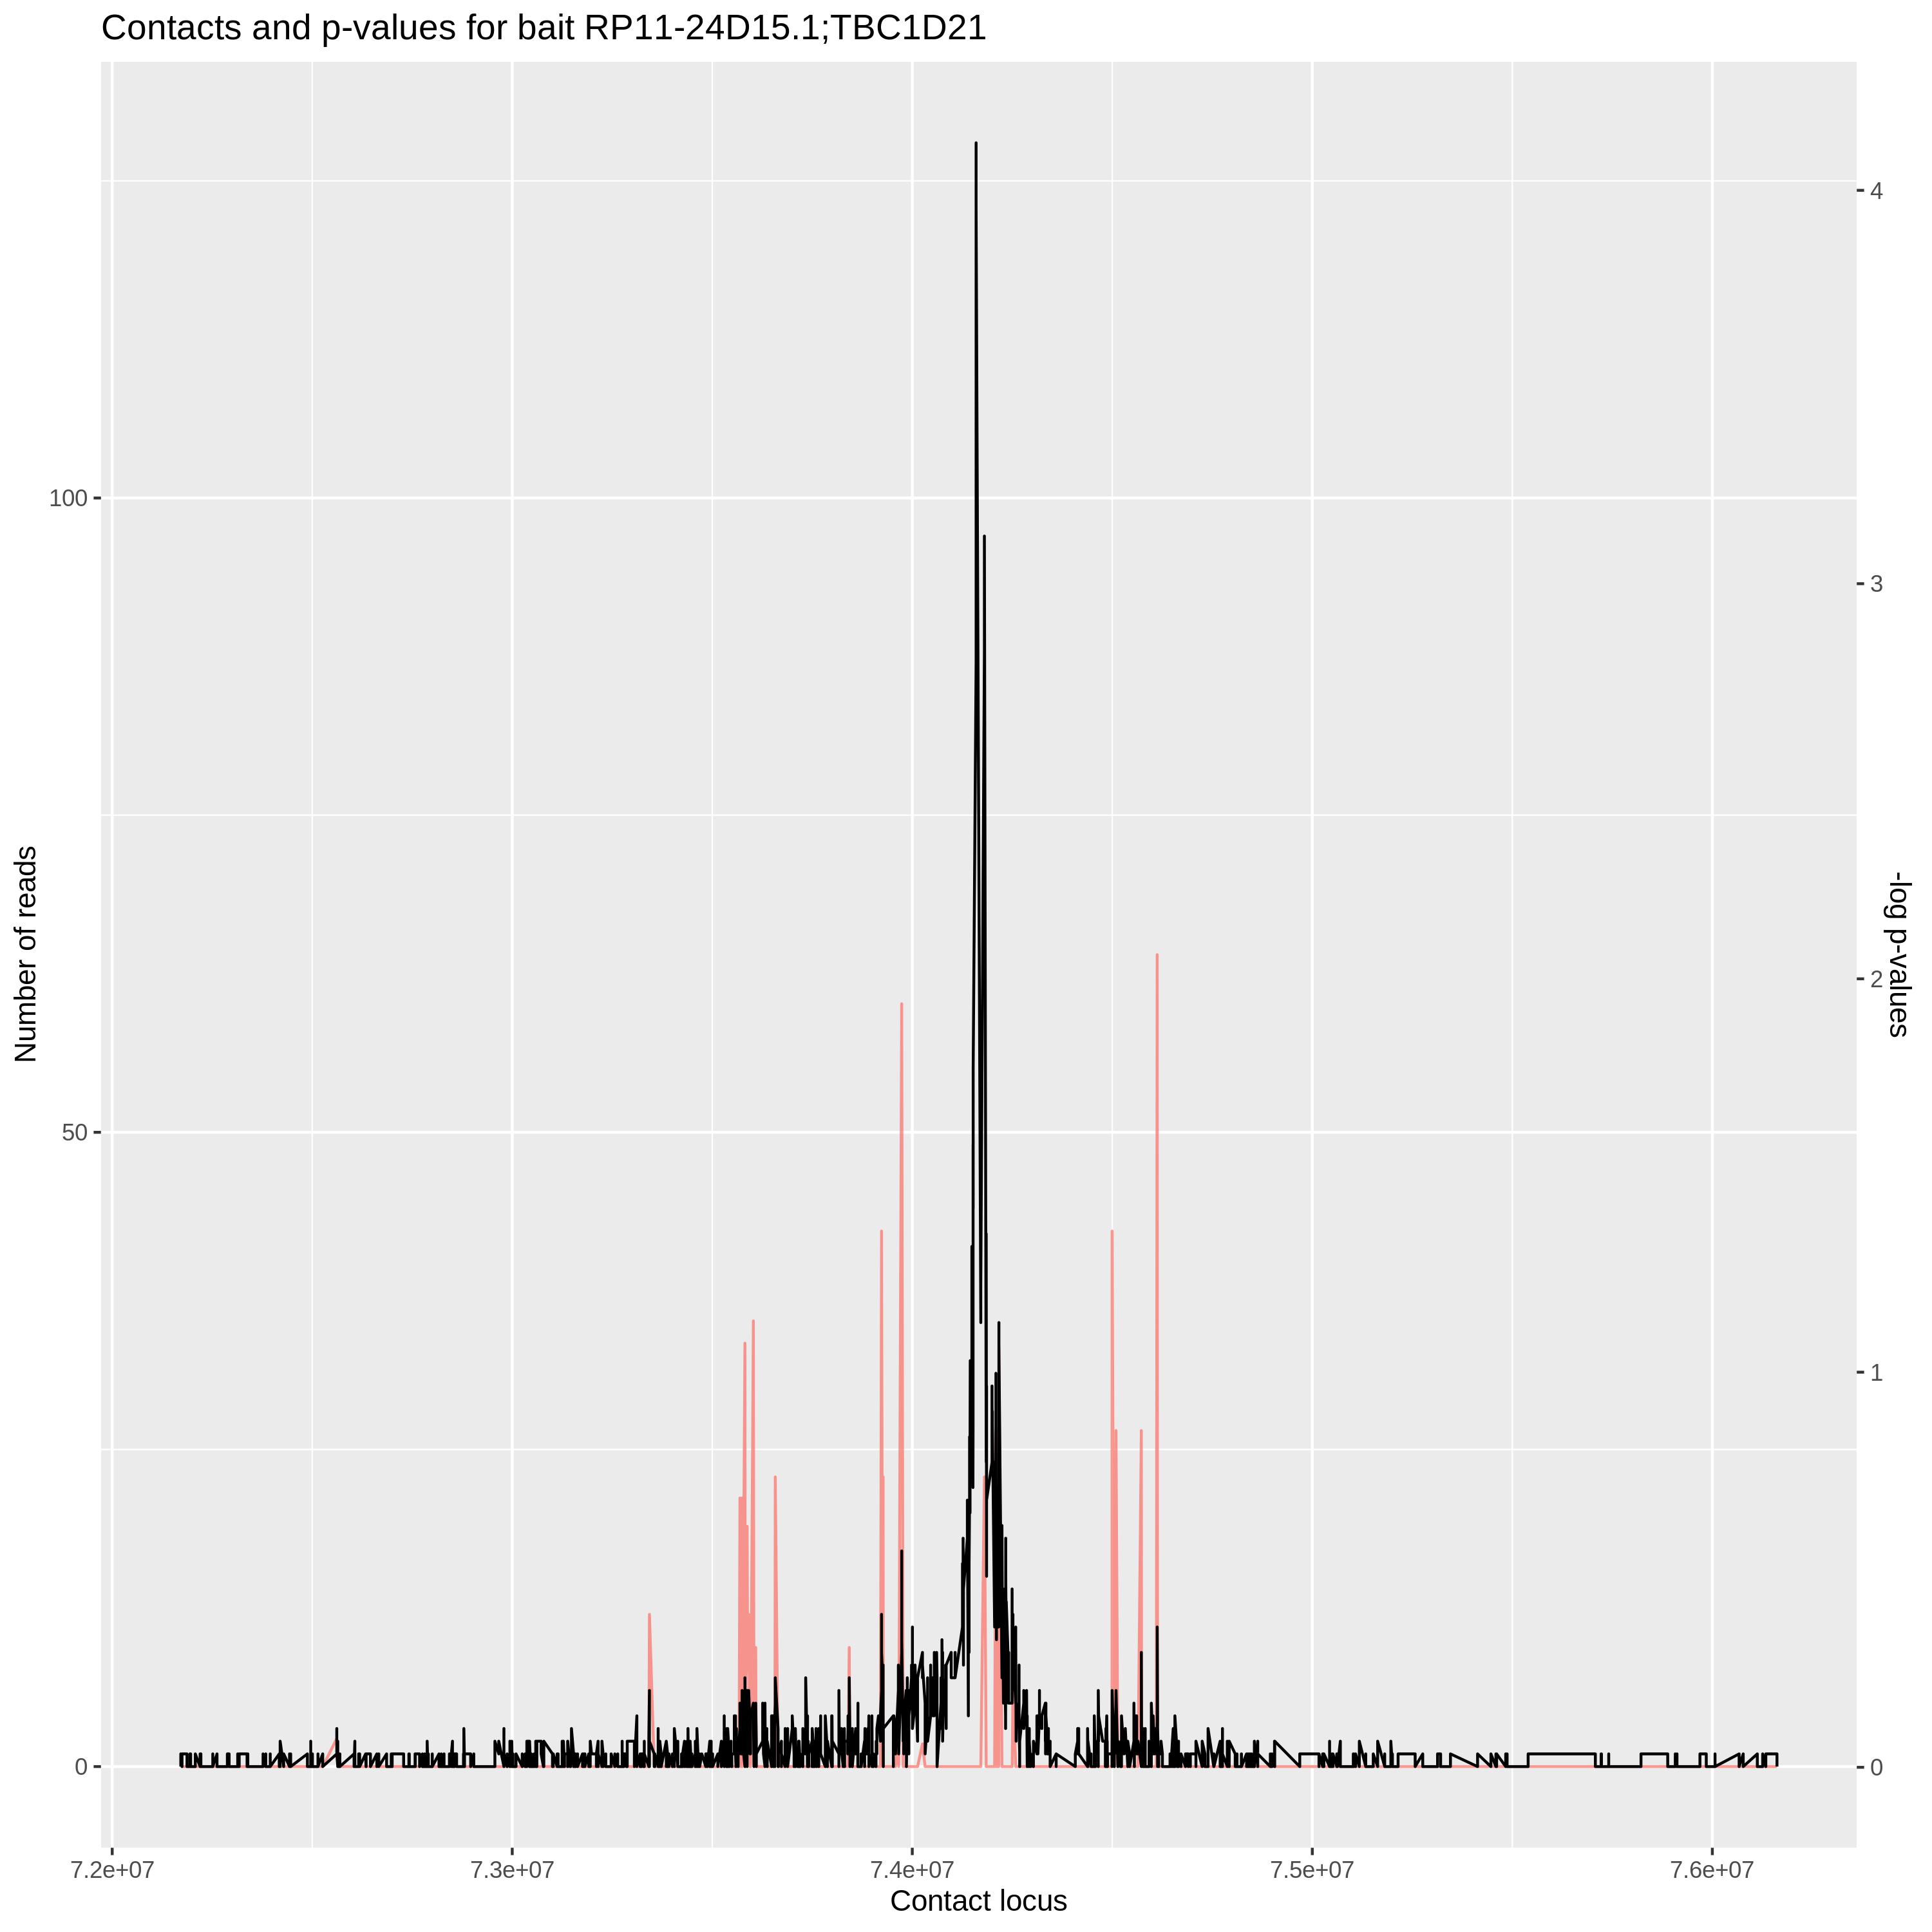 Contacts and p-values for bait RP11-24D15.1;TBC1D21
Number of reads
100
50
0
4
3
2
1
0
-log p-values
7.2e+07
7.3e+07
7.4e+07
7.5e+07
7.6e+07
Contact locus